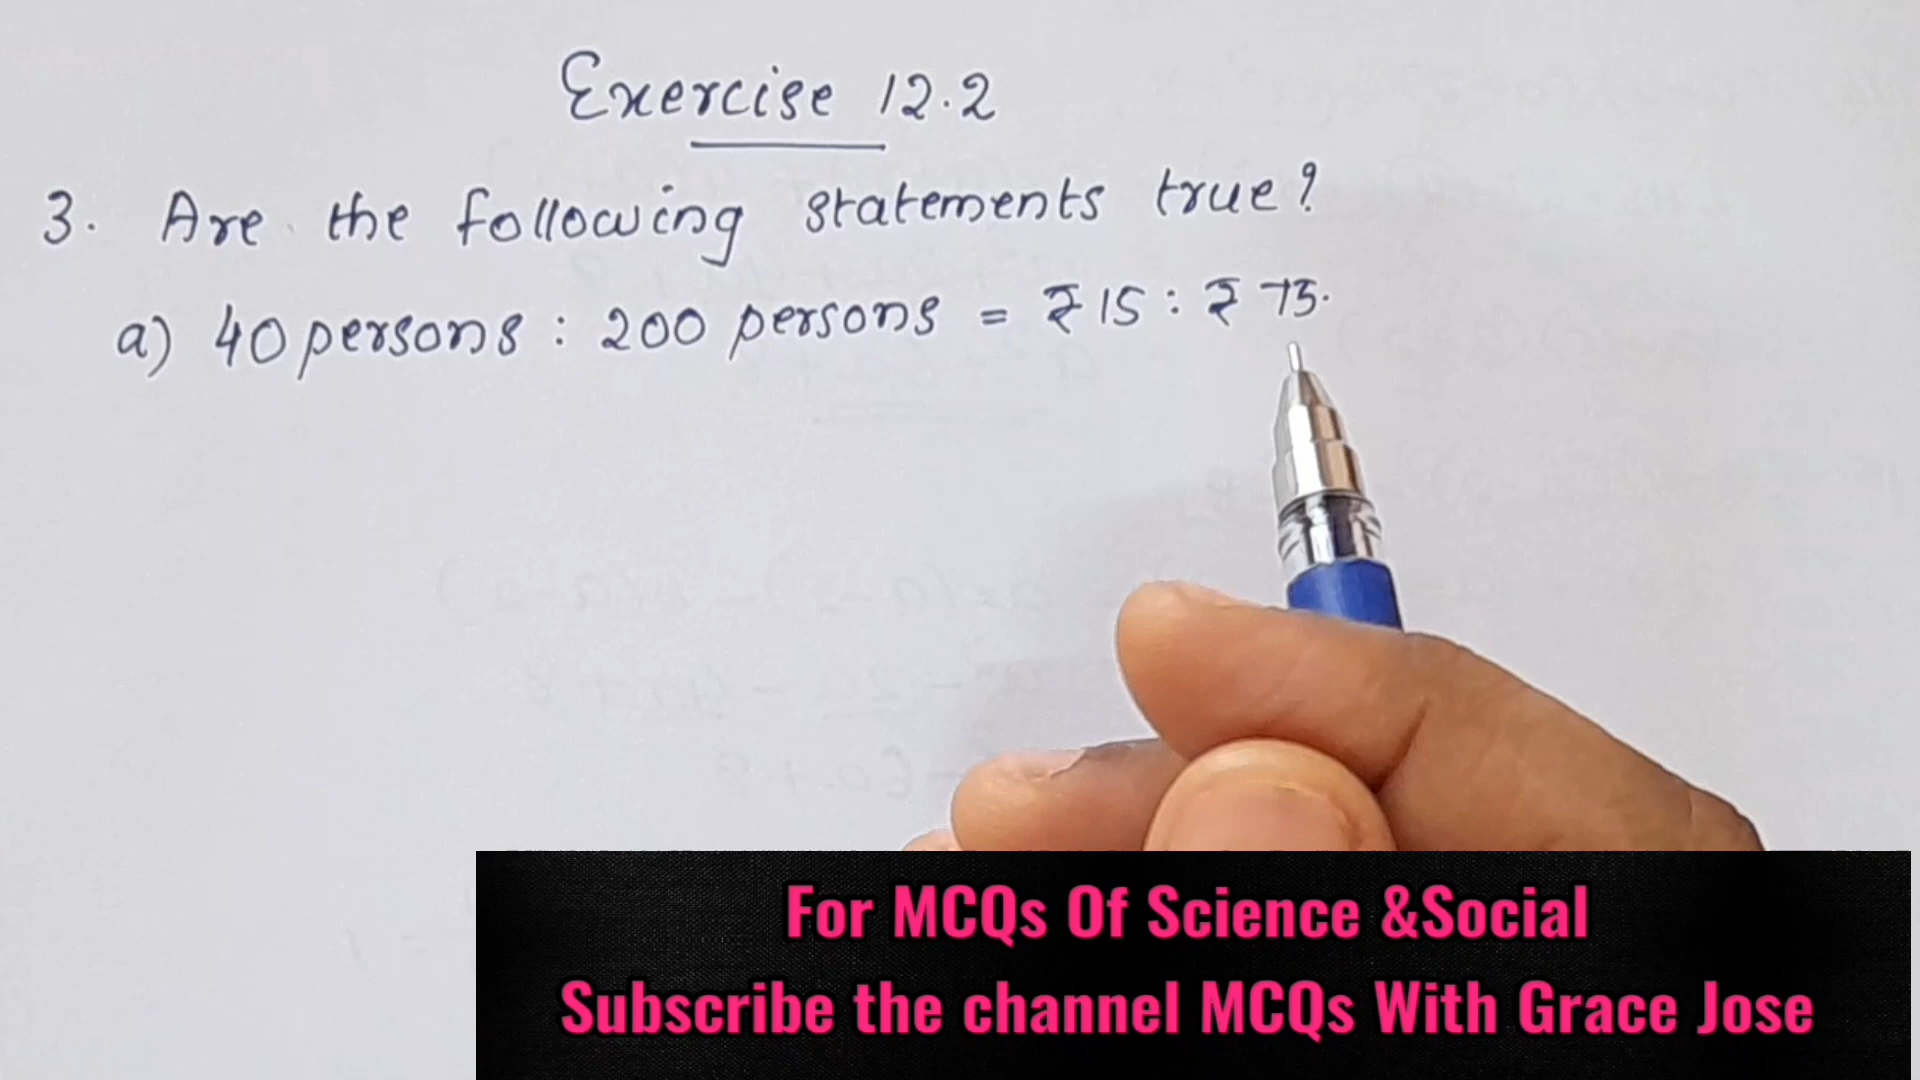 Exercise 12.2
3. Are the following statements true?
a) 40 persons : 200 persons = ₹ 15 : ₹ 75.
For MCQs Of Science &Social
Subscribe the channel MCQs With Grace Jose